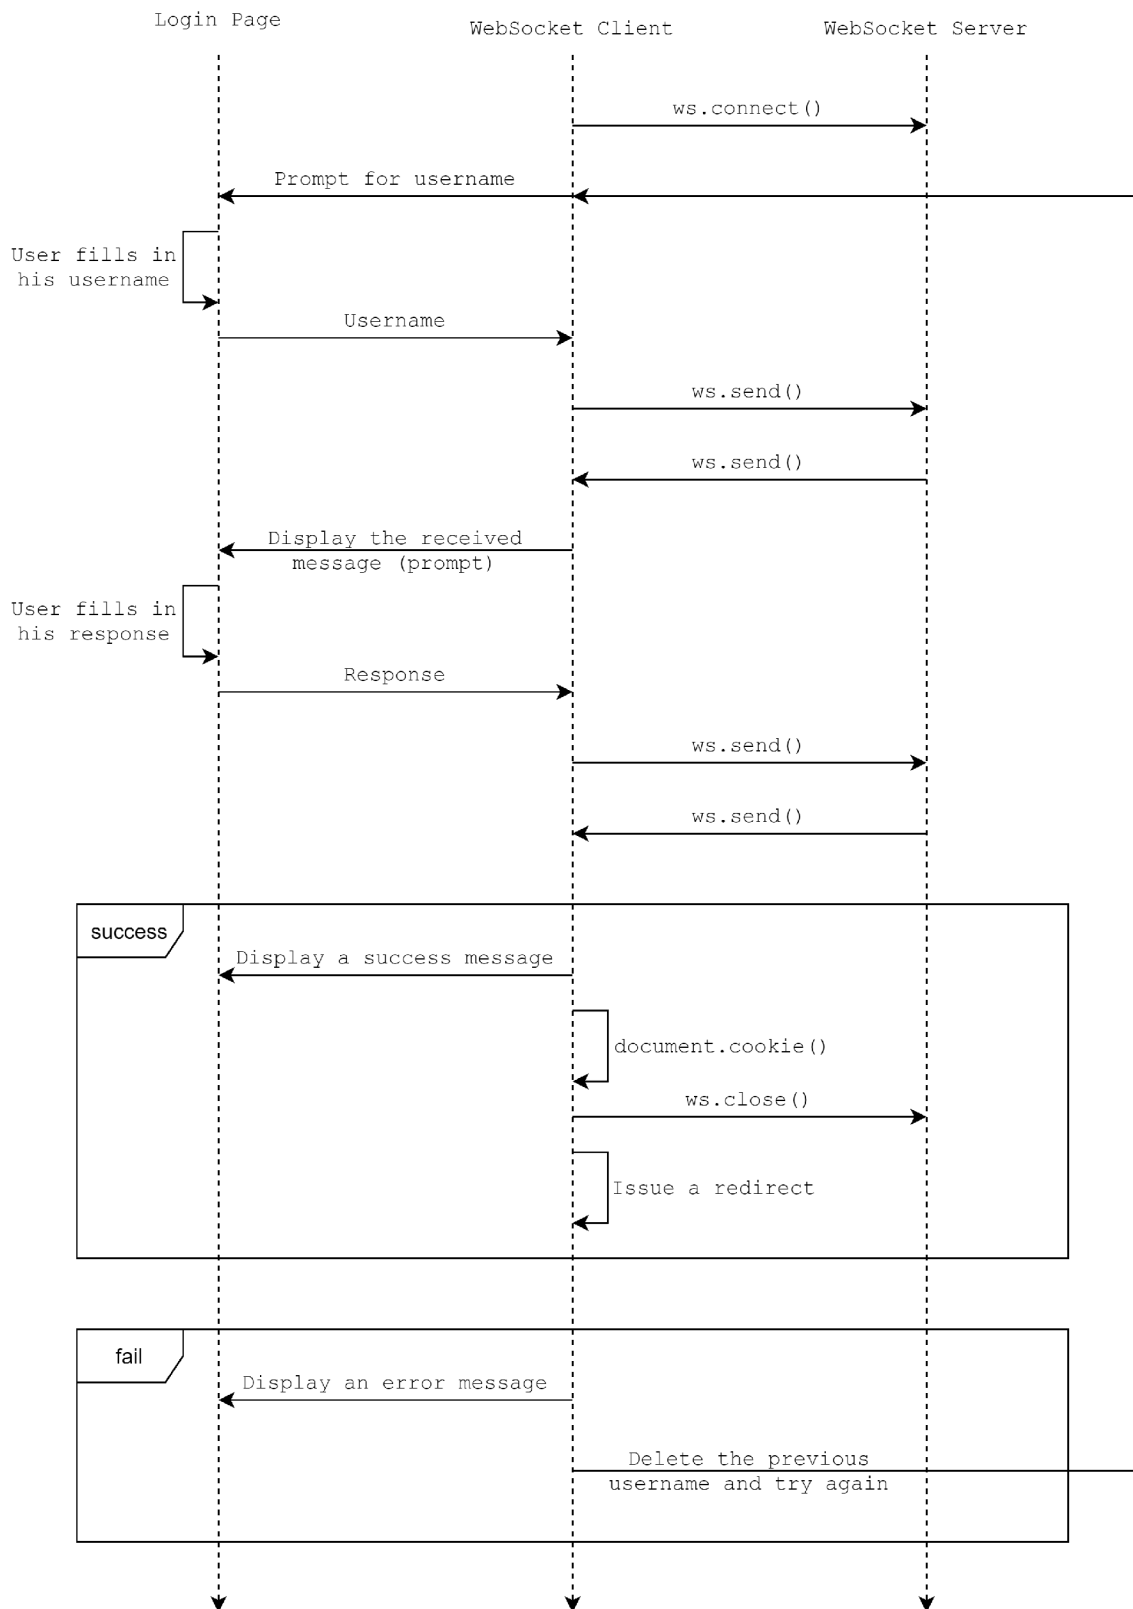 Login Page
WebSocket Client
WebSocket Server
ws.connect()
Prompt for username
User fills in
his username
Username
ws.send()
ws.send()
Display the received
message (prompt)
User fills in
his response
Response
ws.send()
ws.send()
success
Display a success message
document.cookie()
ws.close()
Issue a redirect
fail
Display an error message
Delete the previous
username and try again